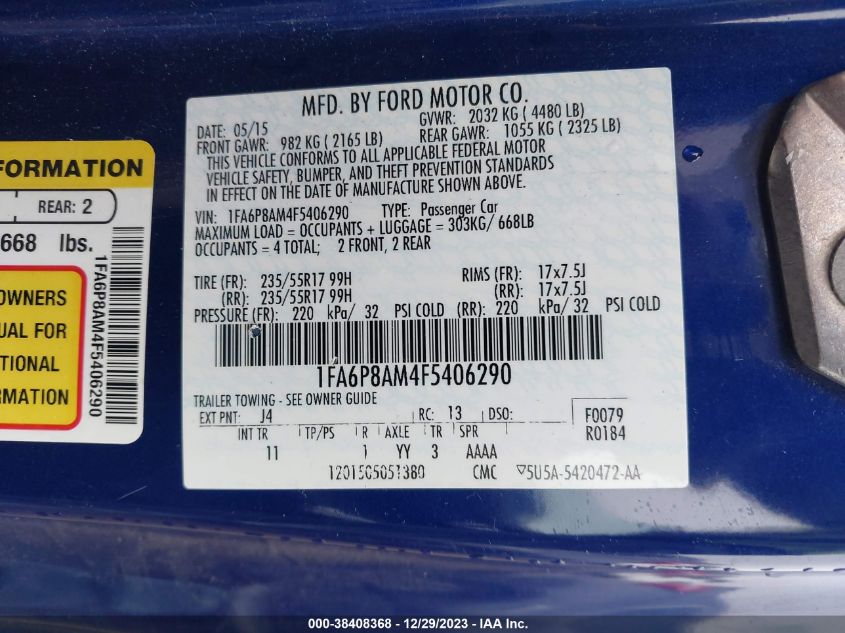 FORMATION
REAR: 2
668 lbs.
OWNERS
UAL FOR
TIONAL
RMATION
1FA6P8AM4F5406290
MFD. BY FORD MOTOR CO.
DATE: 05/15 GVWR: 2032 KG ( 4480 LB)
FRONT GAWR: 982 KG ( 2165 LB) REAR GAWR: 1055 KG ( 2325 LB)
THIS VEHICLE CONFORMS TO ALL APPLICABLE FEDERAL MOTOR
VEHICLE SAFETY, BUMPER, AND THEFT PREVENTION STANDARDS
IN EFFECT ON THE DATE OF MANUFACTURE SHOWN ABOVE.
VIN: 1FA6P8AM4F5406290 TYPE: Passenger Car
MAXIMUM LOAD = OCCUPANTS + LUGGAGE = 303KG/ 668LB
OCCUPANTS = 4 TOTAL; 2 FRONT, 2 REAR
TIRE (FR): 235/55R17 99H RIMS (FR): 17x7.5J
(RR): 235/55R17 99H (RR): 17x7.5J
PRESSURE (FR): 220 kPa/ 32 PSI COLD (RR): 220 kPa/ 32 PSI COLD
1FA6P8AM4F5406290
TRAILER TOWING - SEE OWNER GUIDE
EXT PNT: J4 RC: 13 DSO: F0079
INT TR TP/PS R AXLE TR SPR R0184
11 1 YY 3 AAAA
1201505051380 CMC 5U5A-5420472-AA
000-38408368 - 12/29/2023 - IAA Inc.